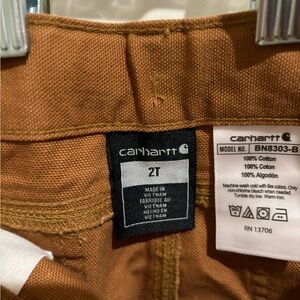 carhartt
2T
MADE IN
VIETNAM
FABRIQUÉ AU
VIETNAM
HECHO EN
VIETNAM
carhartt
MODEL NO. BN8303-B
100% Cotton
100% Coton
100% Algodón
Machine wash cold with like colors. Only
non-chlorine bleach when needed.
Tumble dry low. Warm iron.
RN 13706